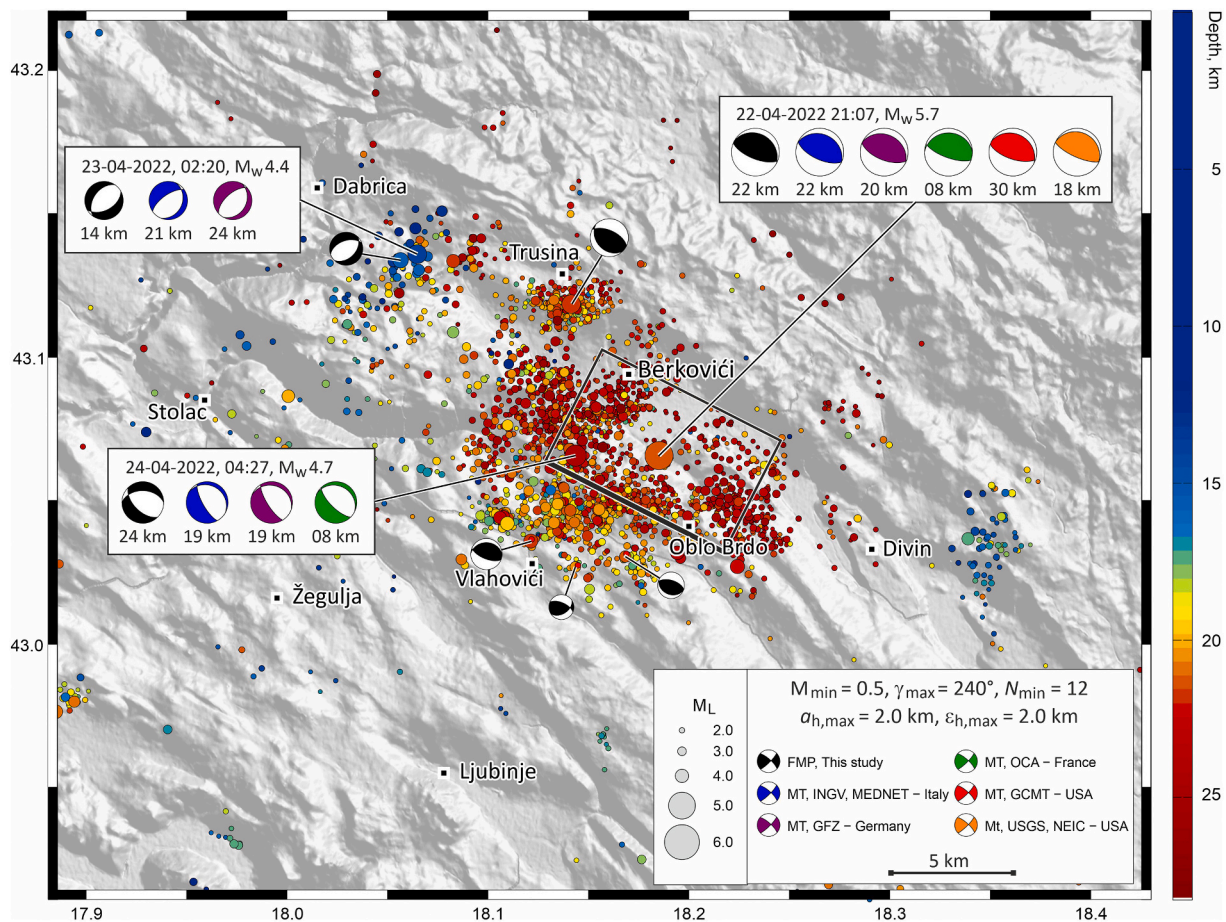 Depth, km
43.2
43.1
43.0
17.9
18.0
18.1
18.2
18.3
18.4
5
10
15
20
25
22-04-2022 21:07, Mw 5.7
22 km
22 km
20 km
08 km
30 km
18 km
23-04-2022, 02:20, Mw 4.4
14 km
21 km
24 km
24-04-2022, 04:27, Mw 4.7
24 km
19 km
19 km
08 km
Dabrica
Trusina
Berkovići
Stolac
Oblo Brdo
Divin
Vlahovići
Žegulja
Ljubinje
ML
2.0
3.0
4.0
5.0
6.0
Mmin = 0.5, γmax = 240°, Nmin = 12
ah,max = 2.0 km, εh,max = 2.0 km
FMP, This study
MT, INGV, MEDNET – Italy
MT, GFZ – Germany
MT, OCA – France
MT, GCMT – USA
Mt, USGS, NEIC – USA
5 km